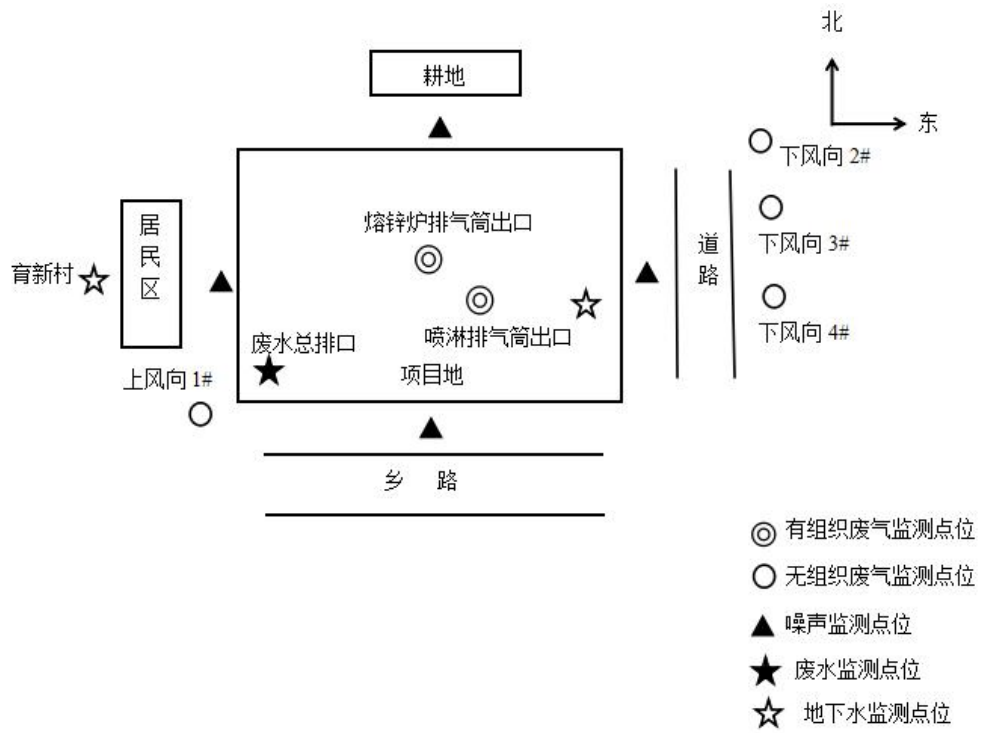 北
耕地
东
下风向 2#
居民区
熔锌炉排气筒出口
道路
下风向 3#
育新村
喷淋排气筒出口
下风向 4#
废水总排口
上风向 1#
项目地
乡 路
有组织废气监测点位
无组织废气监测点位
噪声监测点位
废水监测点位
地下水监测点位